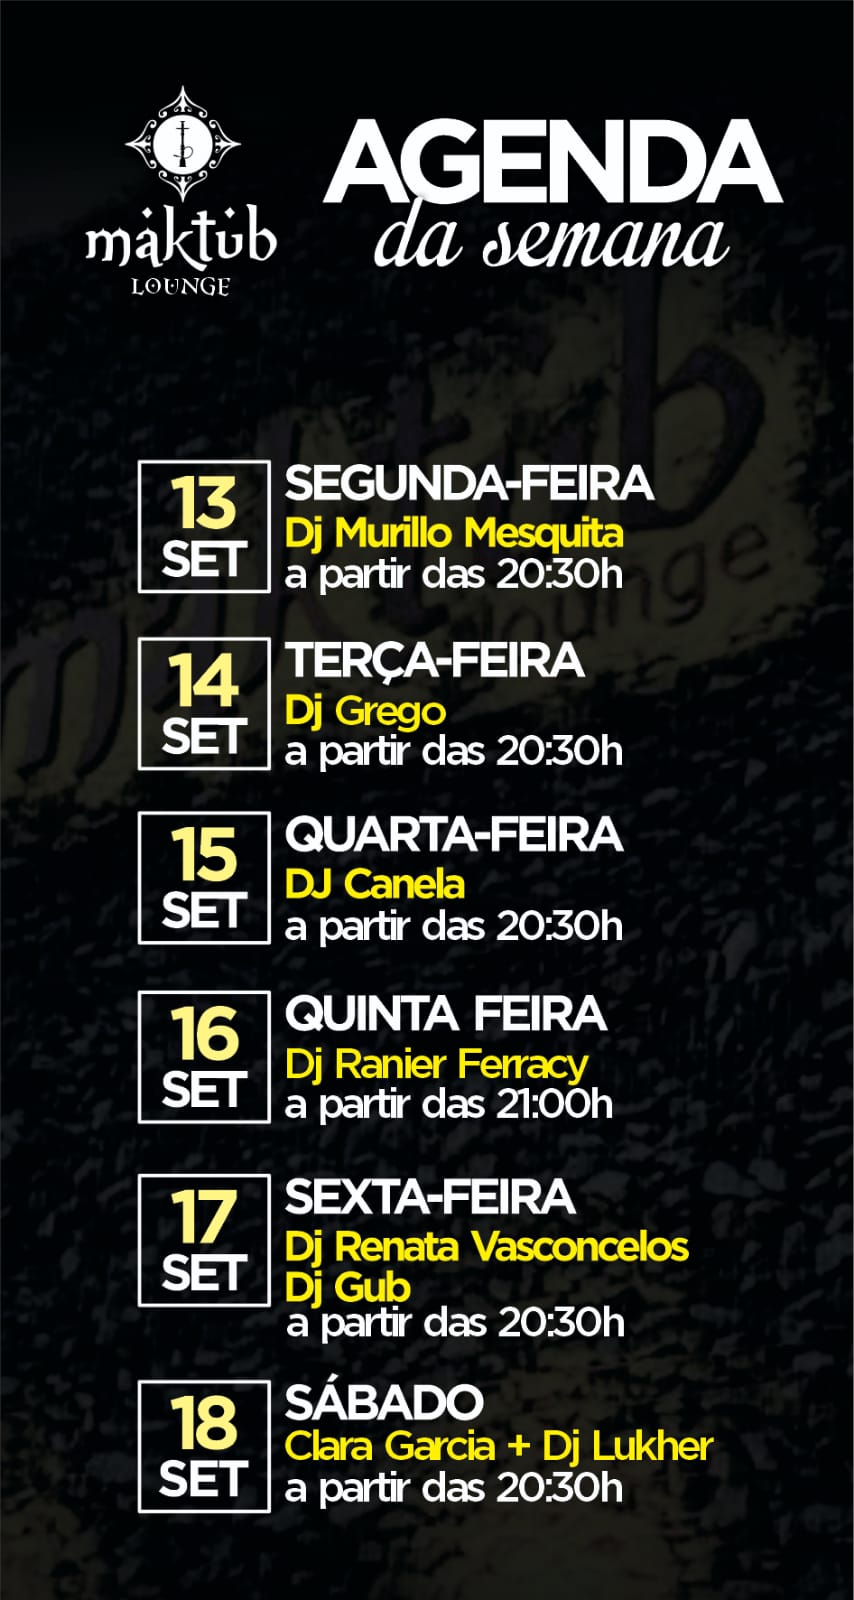 maktub
LOUNGE
AGENDA
da semana
13
SET
SEGUNDA-FEIRA
Dj Murillo Mesquita
a partir das 20:30h
14
SET
TERÇA-FEIRA
Dj Grego
a partir das 20:30h
15
SET
QUARTA-FEIRA
DJ Canela
a partir das 20:30h
16
SET
QUINTA FEIRA
Dj Ranier Ferracy
a partir das 21:00h
17
SET
SEXTA-FEIRA
Dj Renata Vasconcelos
Dj Gub
a partir das 20:30h
18
SET
SÁBADO
Clara Garcia + Dj Lukher
a partir das 20:30h
maktub
lounge